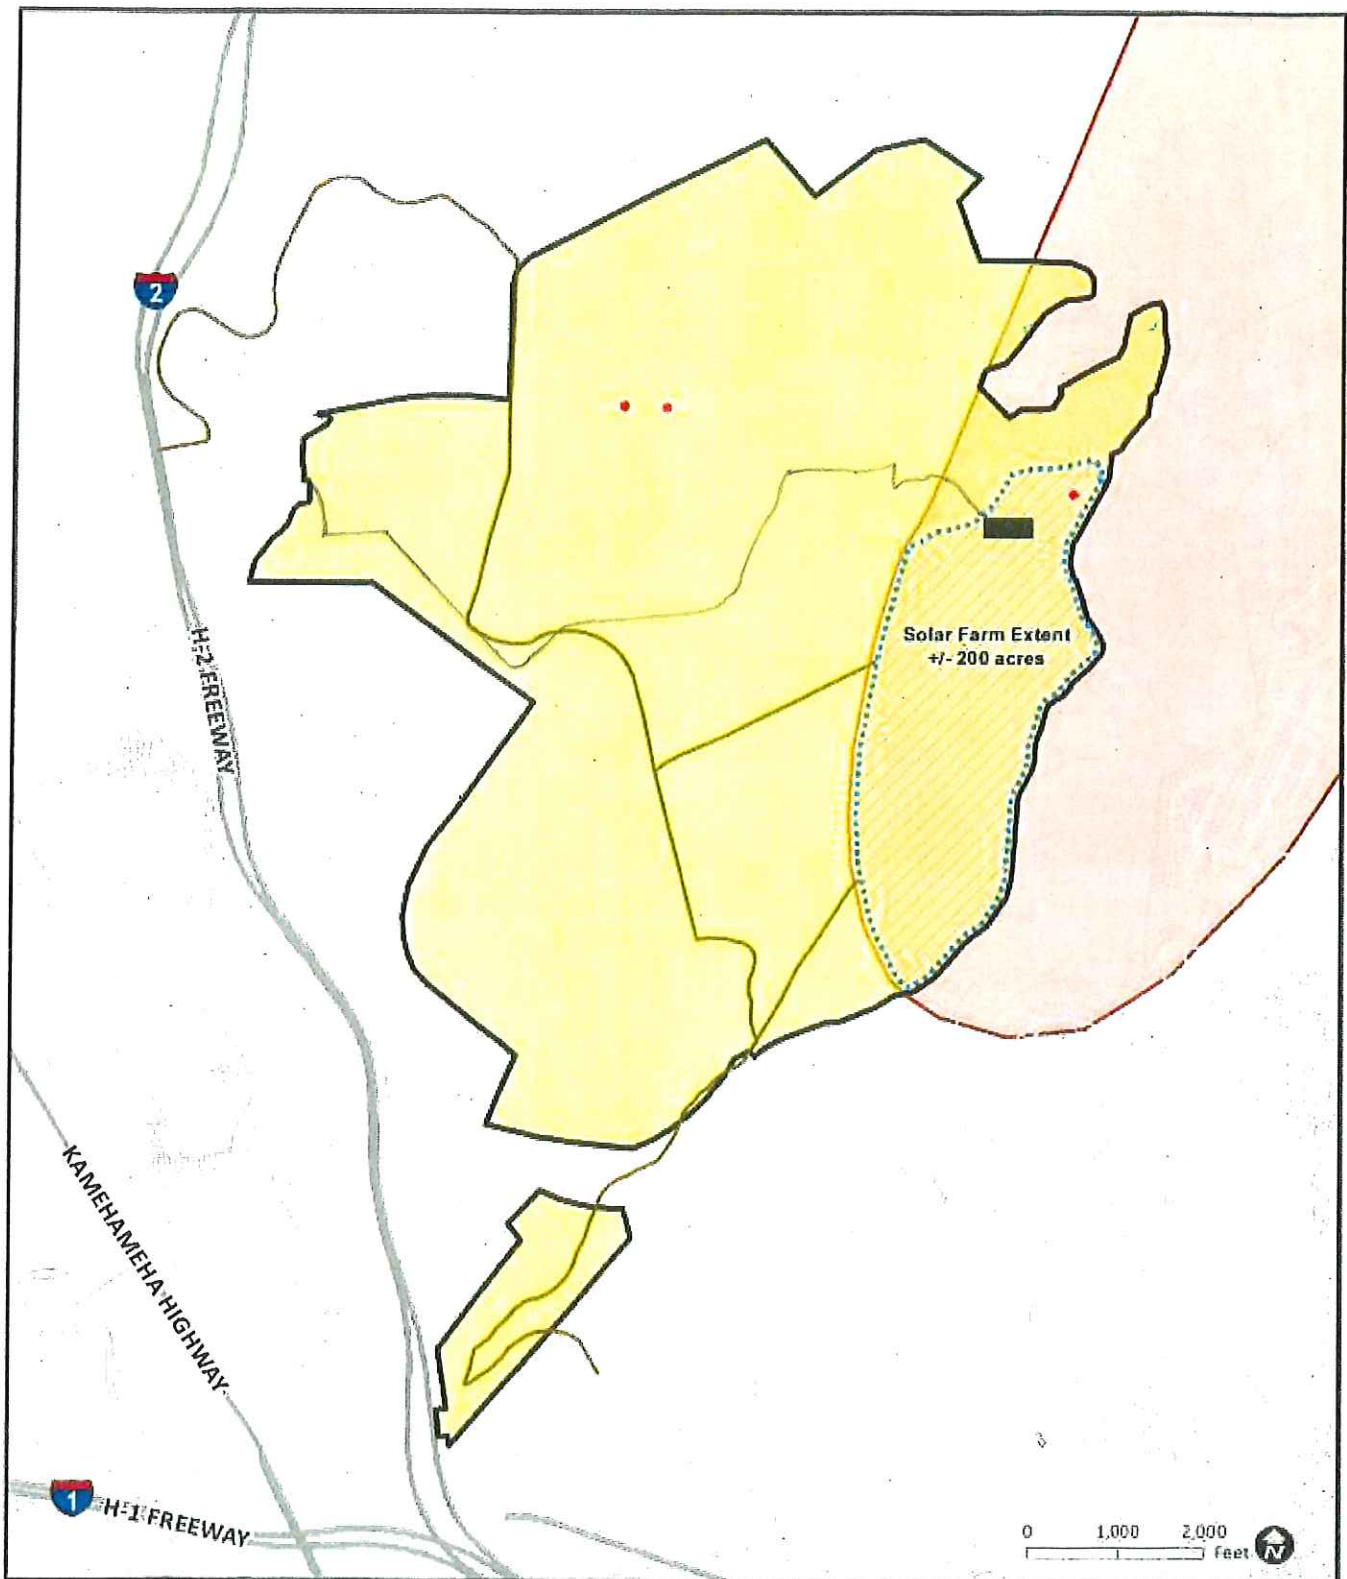 2
H-2 FREEWAY
Solar Farm Extent
+/- 200 acres
KAMEHAMEHA HIGHWAY
1
H-1 FREEWAY
0 1,000 2,000
Feet
N